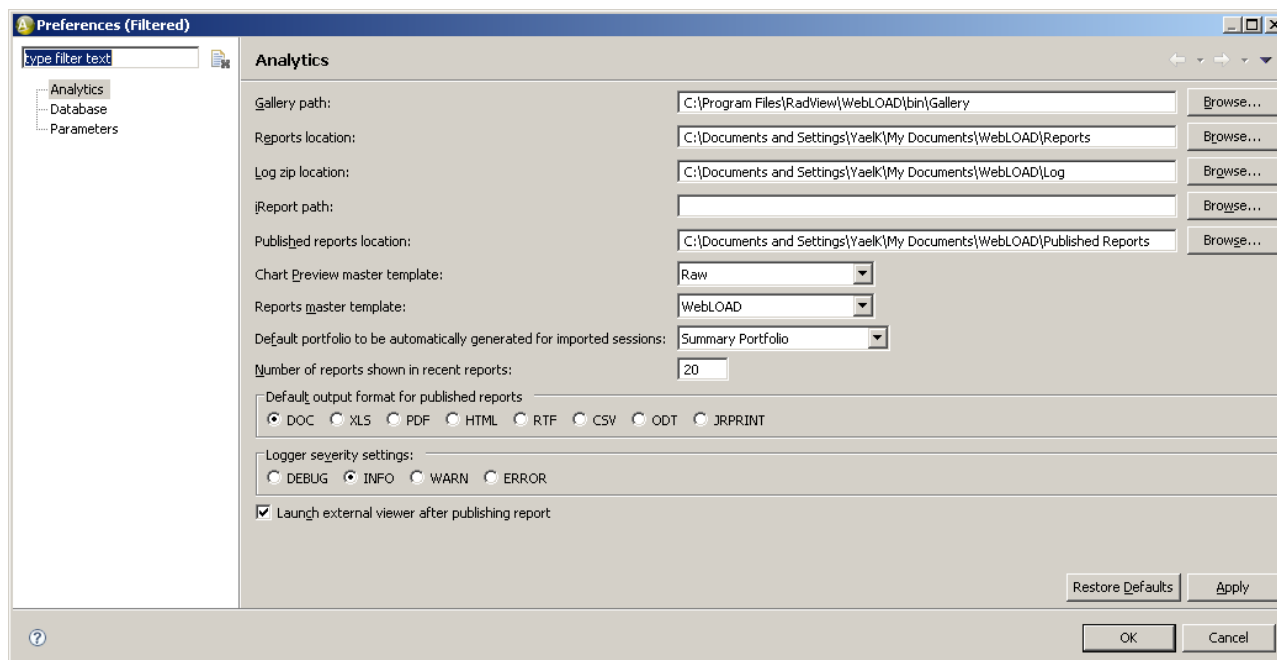 Preferences (Filtered)
type filter text
Analytics
Database
Parameters
Analytics
Gallery path: C:\Program Files\RadView\WebLOAD\bin\Gallery Browse...
Reports location: C:\Documents and Settings\YaelK\My Documents\WebLOAD\Reports Browse...
Log zip location: C:\Documents and Settings\YaelK\My Documents\WebLOAD\Log Browse...
iReport path: Browse...
Published reports location: C:\Documents and Settings\YaelK\My Documents\WebLOAD\Published Reports Browse...
Chart Preview master template: Raw
Reports master template: WebLOAD
Default portfolio to be automatically generated for imported sessions: Summary Portfolio
Number of reports shown in recent reports: 20
Default output format for published reports
DOC XLS PDF HTML RTF CSV ODT JRPRINT
Logger severity settings:
DEBUG INFO WARN ERROR
Launch external viewer after publishing report
Restore Defaults Apply
OK Cancel